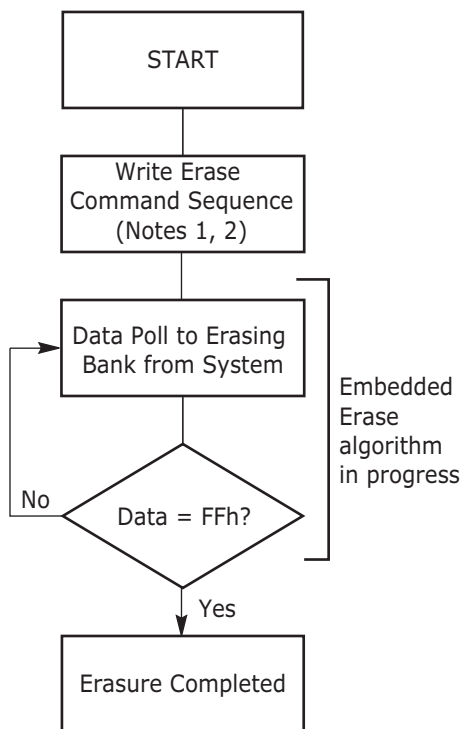 START
Write Erase
Command Sequence
(Notes 1, 2)
Data Poll to Erasing
Bank from System
Embedded
Erase
algorithm
in progress
No
Data = FFh?
Yes
Erasure Completed